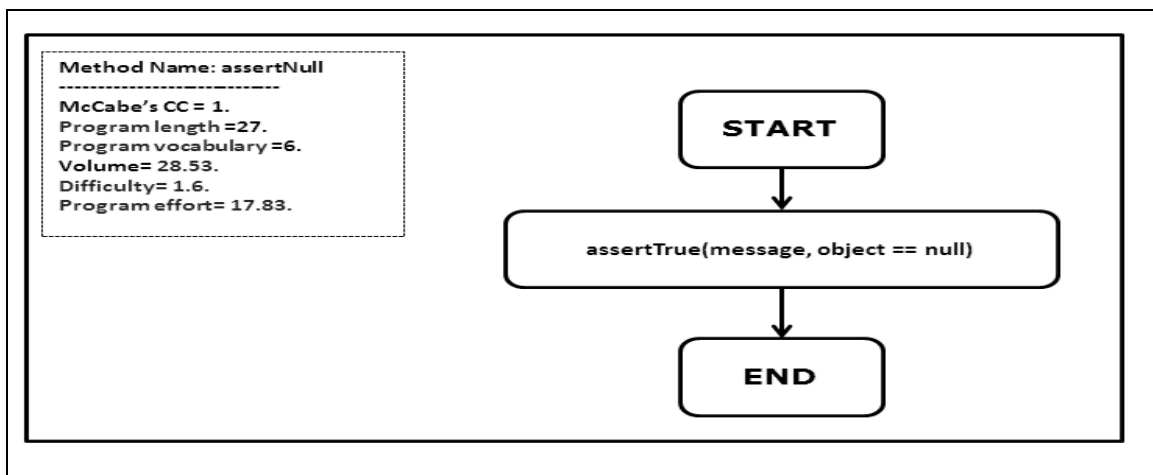 Method Name: assertNull
------------------------------
McCabe's CC = 1.
Program length =27.
Program vocabulary =6.
Volume= 28.53.
Difficulty= 1.6.
Program effort= 17.83.
START
assertTrue(message, object == null)
END